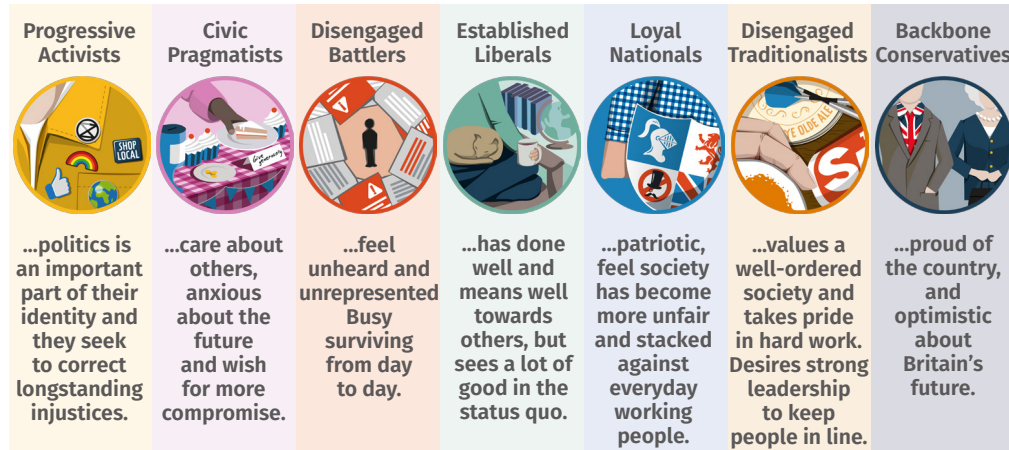 Progressive
Activists
SHOP
LOCAL
...politics is
an important
part of their
identity and
they seek
to correct
longstanding
injustices.
Civic
Pragmatists
Give
generously
...care about
others,
anxious
about the
future
and wish
for more
compromise.
Disengaged
Battlers
...feel
unheard and
unrepresented
Busy
surviving
from day
to day.
Established
Liberals
...has done
well and
means well
towards
others, but
sees a lot of
good in the
status quo.
Loyal
Nationals
...patriotic,
feel society
has become
more unfair
and stacked
against
everyday
working
people.
Disengaged
Traditionalists
YE OLDE ALE
S
...values a
well-ordered
society and
takes pride
in hard work.
Desires strong
leadership
to keep
people in line.
Backbone
Conservatives
...proud of
the country,
and
optimistic
about
Britain's
future.